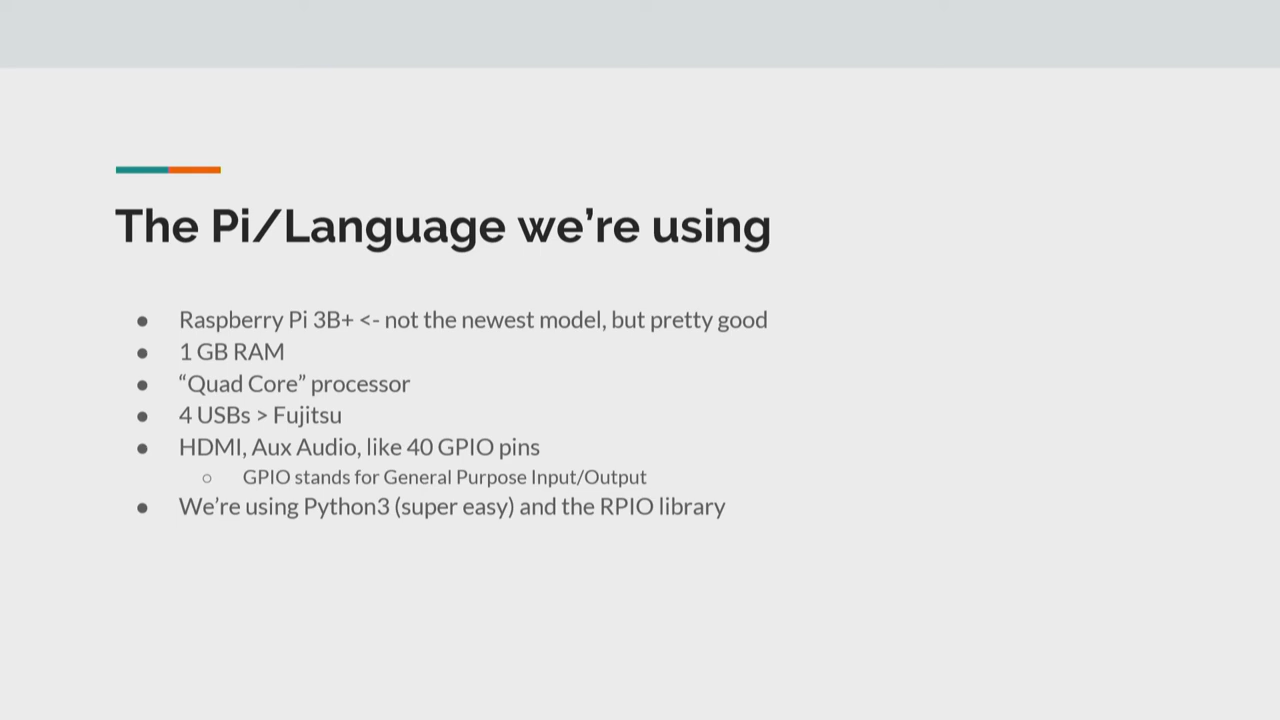 The Pi/Language we’re using
● Raspberry Pi 3B+ <- not the newest model, but pretty good
● 1 GB RAM
● “Quad Core” processor
● 4 USBs > Fujitsu
● HDMI, Aux Audio, like 40 GPIO pins
○ GPIO stands for General Purpose Input/Output
● We’re using Python3 (super easy) and the RPIO library